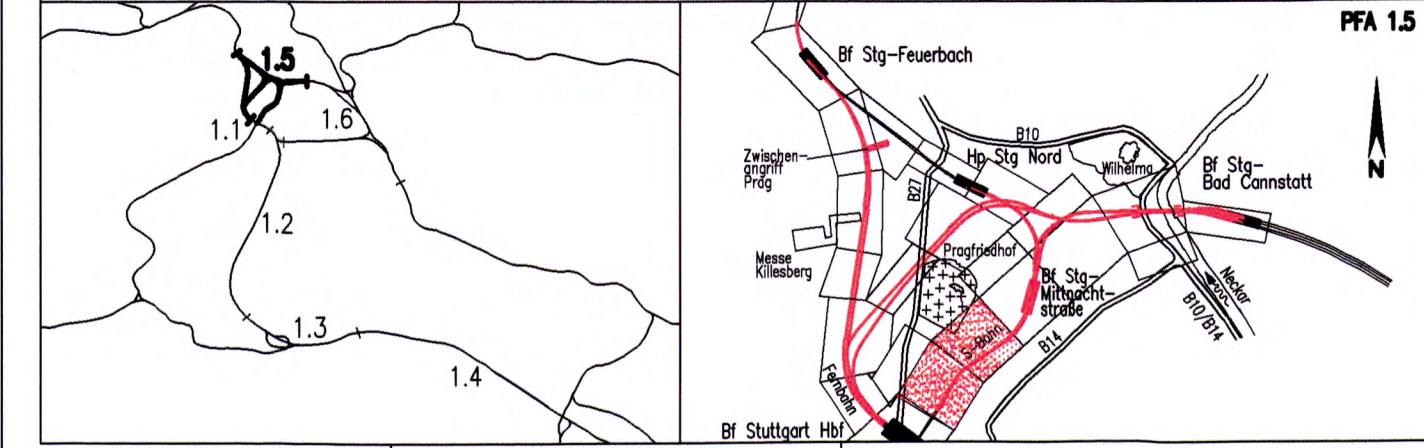 1.5
1.1
1.6
1.2
1.3
1.4
PFA 1.5
Bf Stg-Feuerbach
N
B10
Zwischen-
angriff
Prag
Hp Stg Nord
Wilhelma
Bf Stg-
Bad Cannstatt
B27
Messe
Killesberg
Pragfriedhof
Bf Stg-
Mittnacht-
straße
Neckar
B10/B14
S-Bahn
B14
Fernbahn
Bf Stuttgart Hbf